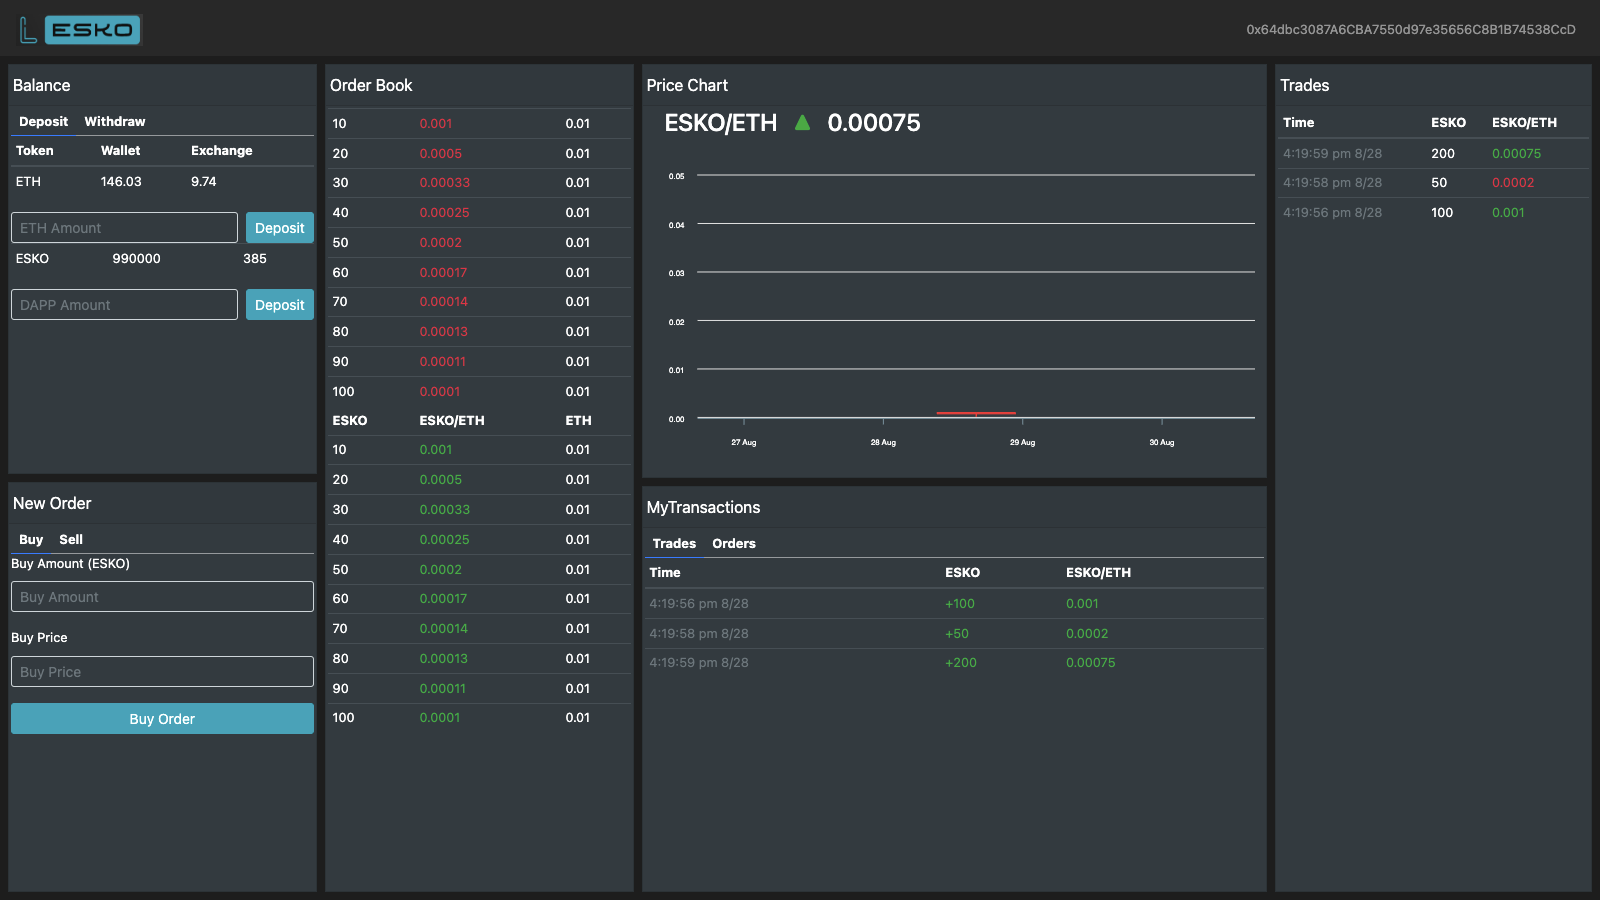 L ESKO
0x64dbc3087A6CBA7550d97e35656C8B1B74538CcD
Balance
Deposit Withdraw
Token Wallet Exchange
ETH 146.03 9.74
ETH Amount Deposit
ESKO 990000 385
DAPP Amount Deposit
New Order
Buy Sell
Buy Amount (ESKO)
Buy Amount
Buy Price
Buy Price
Buy Order
Order Book
10 0.001 0.01
20 0.0005 0.01
30 0.00033 0.01
40 0.00025 0.01
50 0.0002 0.01
60 0.00017 0.01
70 0.00014 0.01
80 0.00013 0.01
90 0.00011 0.01
100 0.0001 0.01
ESKO ESKO/ETH ETH
10 0.001 0.01
20 0.0005 0.01
30 0.00033 0.01
40 0.00025 0.01
50 0.0002 0.01
60 0.00017 0.01
70 0.00014 0.01
80 0.00013 0.01
90 0.00011 0.01
100 0.0001 0.01
Price Chart
ESKO/ETH ▲ 0.00075
0.05
0.04
0.03
0.02
0.01
0.00
27 Aug 28 Aug 29 Aug 30 Aug
MyTransactions
Trades Orders
Time ESKO ESKO/ETH
4:19:56 pm 8/28 +100 0.001
4:19:58 pm 8/28 +50 0.0002
4:19:59 pm 8/28 +200 0.00075
Trades
Time ESKO ESKO/ETH
4:19:59 pm 8/28 200 0.00075
4:19:58 pm 8/28 50 0.0002
4:19:56 pm 8/28 100 0.001